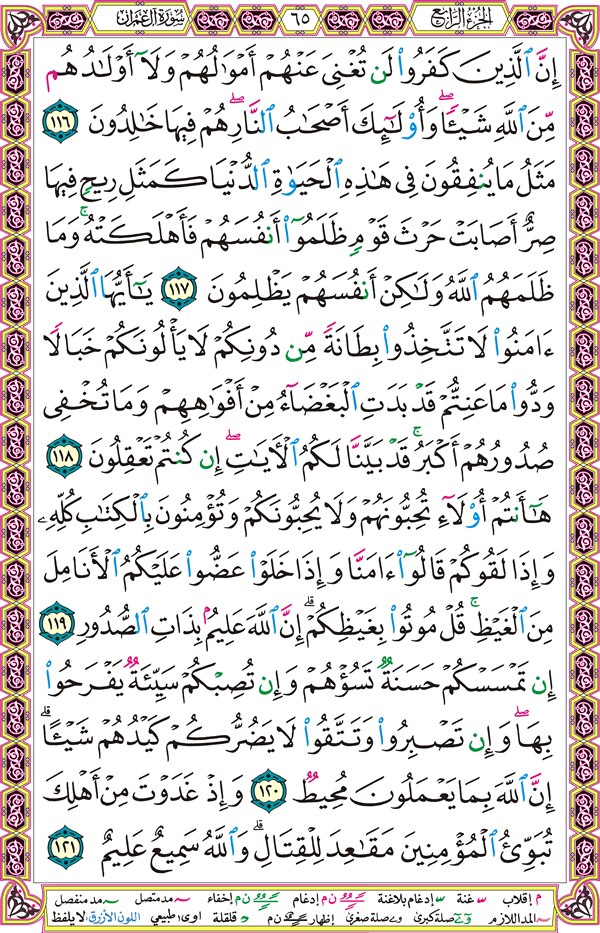 الجزء الرابع ٦٥ سورة آل عمران
إِنَّ ٱلَّذِينَ كَفَرُوا۟ لَن تُغْنِىَ عَنْهُمْ أَمْوَٰلُهُمْ وَلَآ أَوْلَٰدُهُم
مِّنَ ٱللَّهِ شَيْـًٔا ۖ وَأُو۟لَٰٓئِكَ أَصْحَٰبُ ٱلنَّارِ ۖ هُمْ فِيهَا خَٰلِدُونَ ١١٦
مَثَلُ مَا يُنفِقُونَ فِى هَٰذِهِ ٱلْحَيَوٰةِ ٱلدُّنْيَا كَمَثَلِ رِيحٍ فِيهَا
صِرٌّ أَصَابَتْ حَرْثَ قَوْمٍ ظَلَمُوٓا۟ أَنفُسَهُمْ فَأَهْلَكَتْهُ ۚ وَمَا
ظَلَمَهُمُ ٱللَّهُ وَلَٰكِنْ أَنفُسَهُمْ يَظْلِمُونَ ١١٧ يَٰٓأَيُّهَا ٱلَّذِينَ
ءَامَنُوا۟ لَا تَتَّخِذُوا۟ بِطَانَةً مِّن دُونِكُمْ لَا يَأْلُونَكُمْ خَبَالًا
وَدُّوا۟ مَا عَنِتُّمْ قَدْ بَدَتِ ٱلْبَغْضَآءُ مِنْ أَفْوَٰهِهِمْ وَمَا تُخْفِى
صُدُورُهُمْ أَكْبَرُ ۚ قَدْ بَيَّنَّا لَكُمُ ٱلْـَٔايَٰتِ ۖ إِن كُنتُمْ تَعْقِلُونَ ١١٨
هَٰٓأَنتُمْ أُو۟لَآءِ تُحِبُّونَهُمْ وَلَا يُحِبُّونَكُمْ وَتُؤْمِنُونَ بِٱلْكِتَٰبِ كُلِّهِۦ
وَإِذَا لَقُوكُمْ قَالُوٓا۟ ءَامَنَّا وَإِذَا خَلَوْا۟ عَضُّوا۟ عَلَيْكُمُ ٱلْأَنَامِلَ
مِنَ ٱلْغَيْظِ ۚ قُلْ مُوتُوا۟ بِغَيْظِكُمْ ۗ إِنَّ ٱللَّهَ عَلِيمٌۢ بِذَاتِ ٱلصُّدُورِ ١١٩
إِن تَمْسَسْكُمْ حَسَنَةٌ تَسُؤْهُمْ وَإِن تُصِبْكُمْ سَيِّئَةٌ يَفْرَحُوا۟
بِهَا ۖ وَإِن تَصْبِرُوا۟ وَتَتَّقُوا۟ لَا يَضُرُّكُمْ كَيْدُهُمْ شَيْـًٔا ۗ
إِنَّ ٱللَّهَ بِمَا يَعْمَلُونَ مُحِيطٌ ١٢٠ وَإِذْ غَدَوْتَ مِنْ أَهْلِكَ
تُبَوِّئُ ٱلْمُؤْمِنِينَ مَقَٰعِدَ لِلْقِتَالِ ۗ وَٱللَّهُ سَمِيعٌ عَلِيمٌ ١٢١
م إقلاب غنة إدغام بلاغنة ن م إدغام ن م إخفاء مد متصل مد منفصل
المد اللازم صلة كبرى صلة صغرى إظهار ن م قلقلة اوى طبيعي اللون الأزرق: لا يلفظ